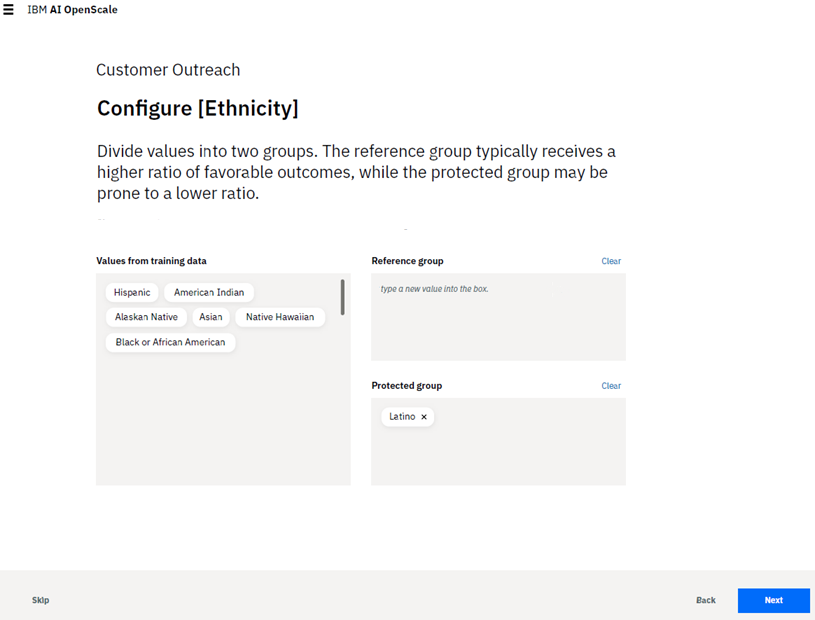 IBM AI OpenScale
Customer Outreach
Configure [Ethnicity]
Divide values into two groups. The reference group typically receives a
higher ratio of favorable outcomes, while the protected group may be
prone to a lower ratio.
Values from training data
Hispanic American Indian
Alaskan Native Asian Native Hawaiian
Black or African American
Reference group Clear
type a new value into the box.
Protected group Clear
Latino ×
Skip Back Next